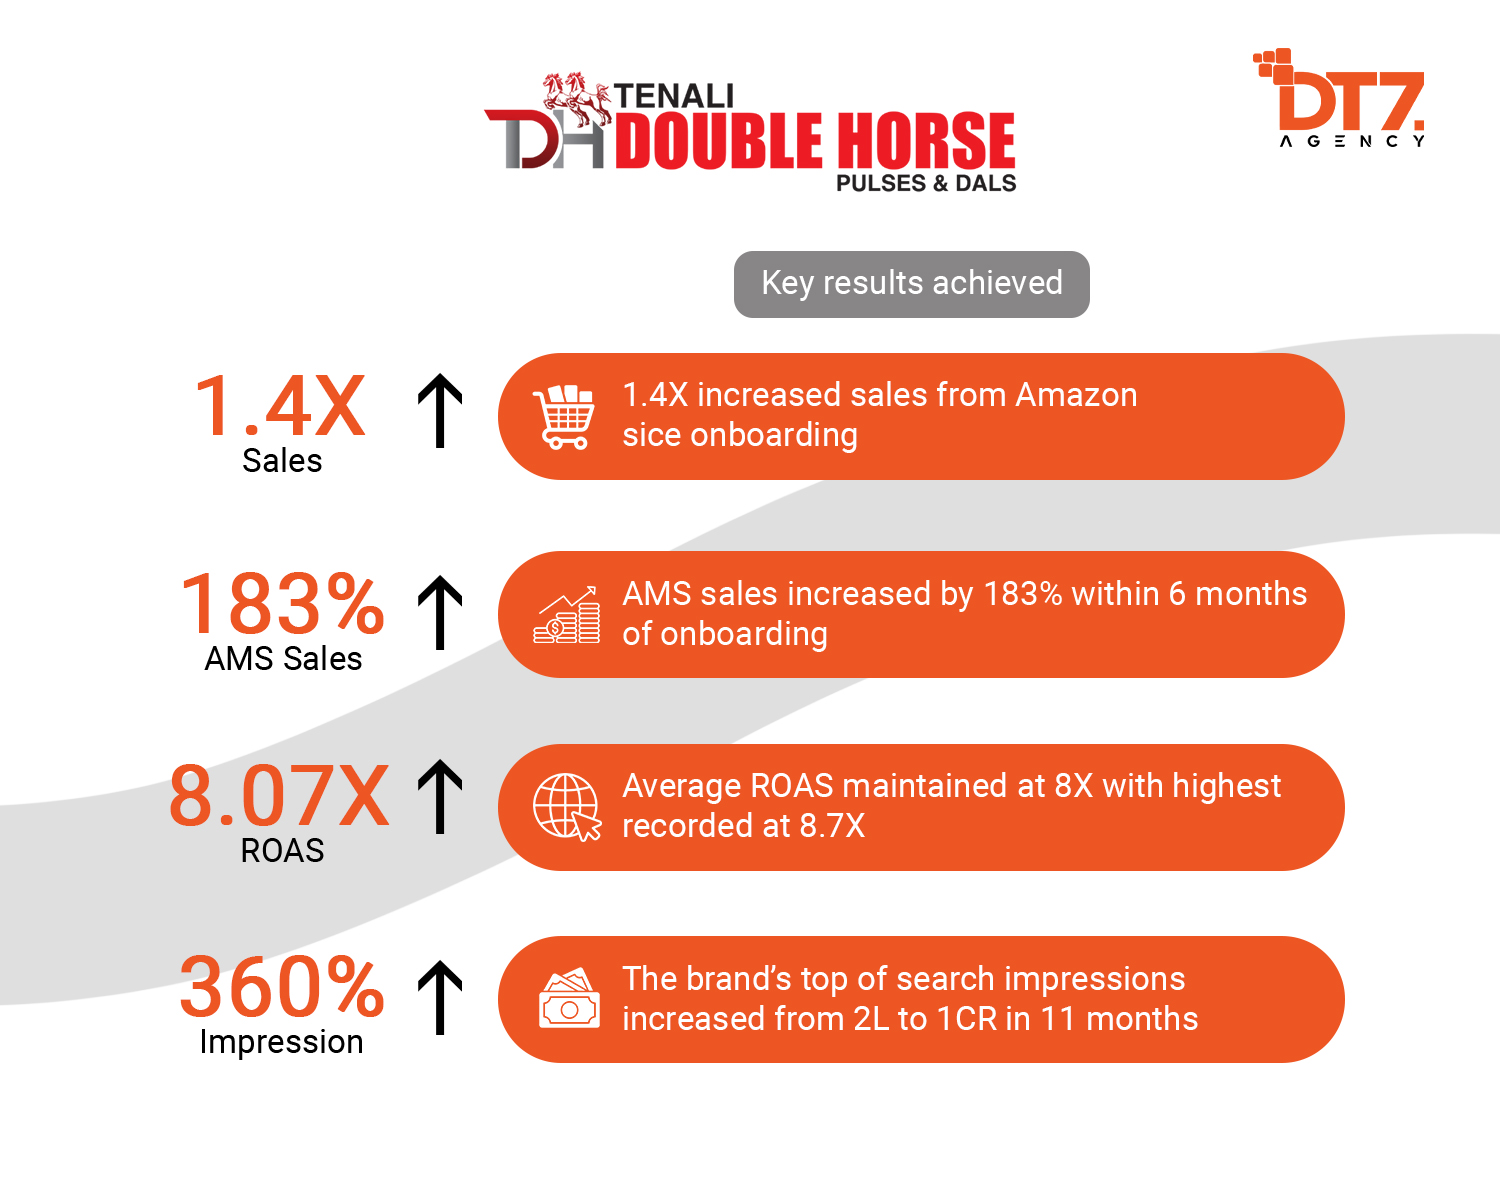 TENALI
DH DOUBLE HORSE
PULSES & DALS
DT7.
AGENCY
Key results achieved
1.4X
Sales
1.4X increased sales from Amazon
sice onboarding
183%
AMS Sales
AMS sales increased by 183% within 6 months
of onboarding
8.07X
ROAS
Average ROAS maintained at 8X with highest
recorded at 8.7X
360%
Impression
The brand’s top of search impressions
increased from 2L to 1CR in 11 months